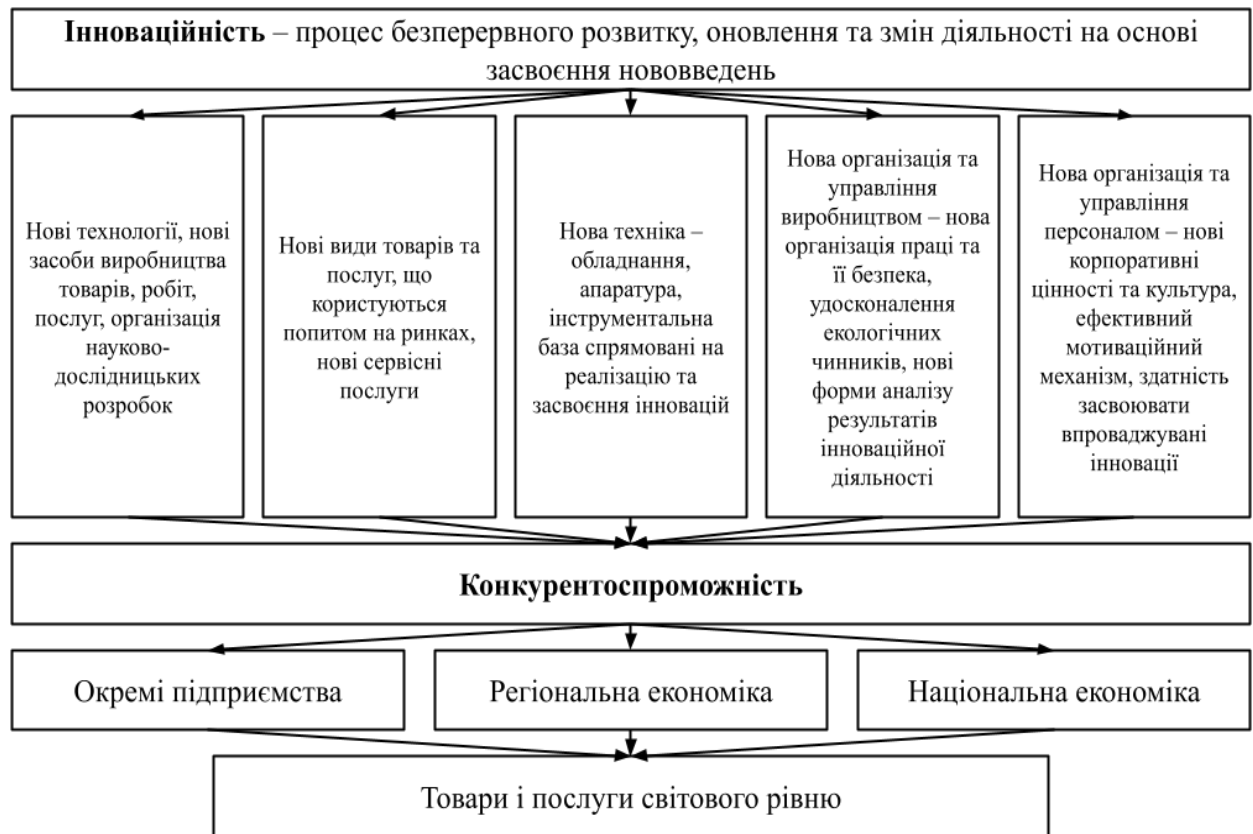 Інноваційність – процес безперервного розвитку, оновлення та змін діяльності на основі
засвоєння нововведень
Нові технології, нові
засоби виробництва
товарів, робіт,
послуг, організація
науково-
дослідницьких
розробок
Нові види товарів та
послуг, що
користуються
попитом на ринках,
нові сервісні
послуги
Нова техніка –
обладнання,
апаратура,
інструментальна
база спрямовані на
реалізацію та
засвоєння інновацій
Нова організація та
управління
виробництвом – нова
організація праці та
її безпека,
удосконалення
екологічних
чинників, нові
форми аналізу
результатів
інноваційної
діяльності
Нова організація та
управління
персоналом – нові
корпоративні
цінності та культура,
ефективний
мотиваційний
механізм, здатність
засвоювати
впроваджувані
інновації
Конкурентоспроможність
Окремі підприємства
Регіональна економіка
Національна економіка
Товари і послуги світового рівню